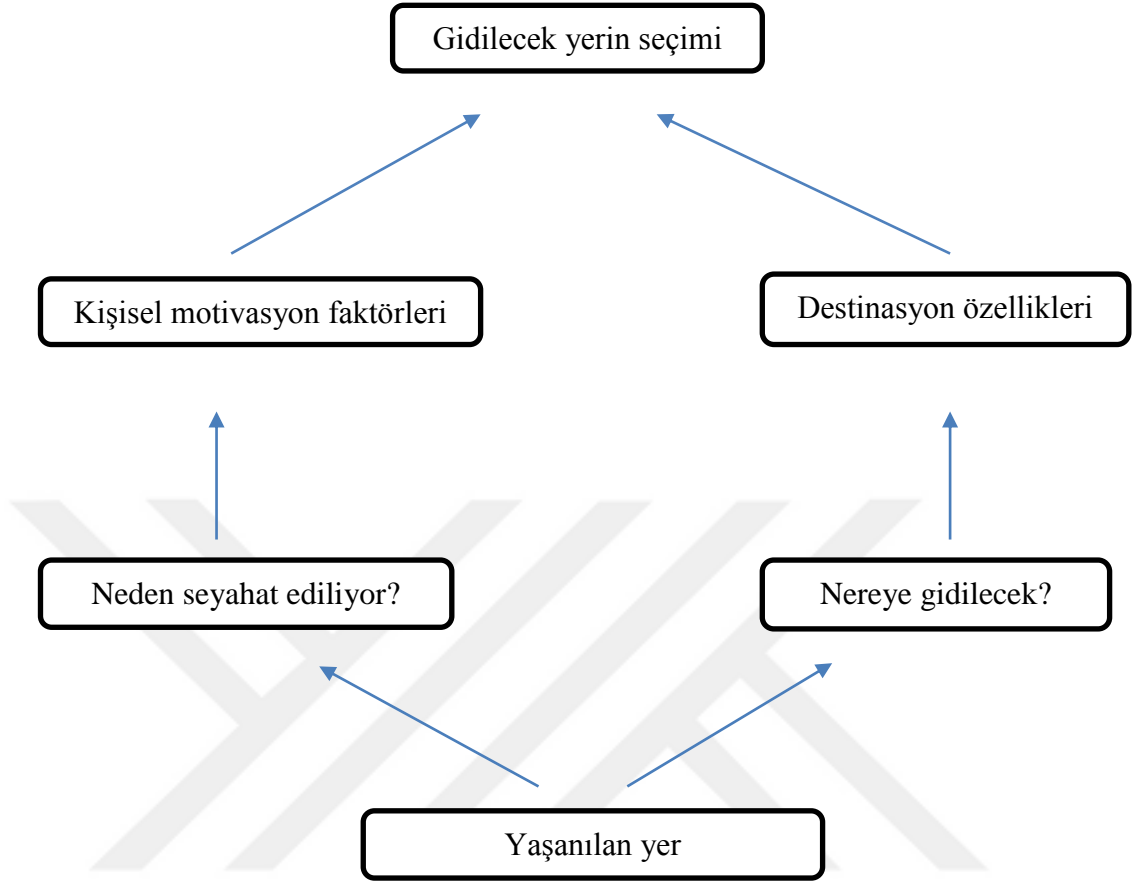 Gidilecek yerin seçimi
Kişisel motivasyon faktörleri
Destinasyon özellikleri
Neden seyahat ediliyor?
Nereye gidilecek?
Yaşanılan yer